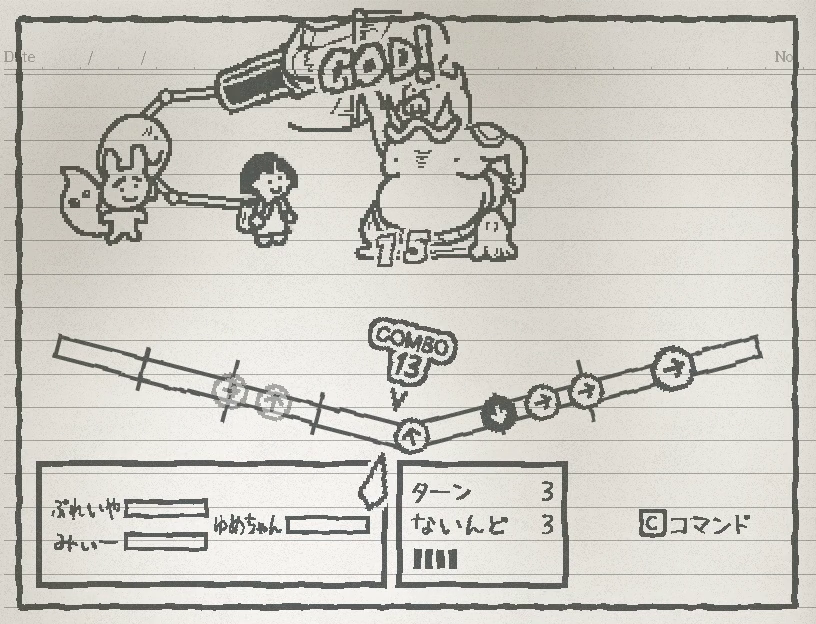 Date / / No
GOD!
15
COMBO
13
ぷれいや
みぃー
ゆめちゃん
ターン 3
ないんど 3
C コマンド